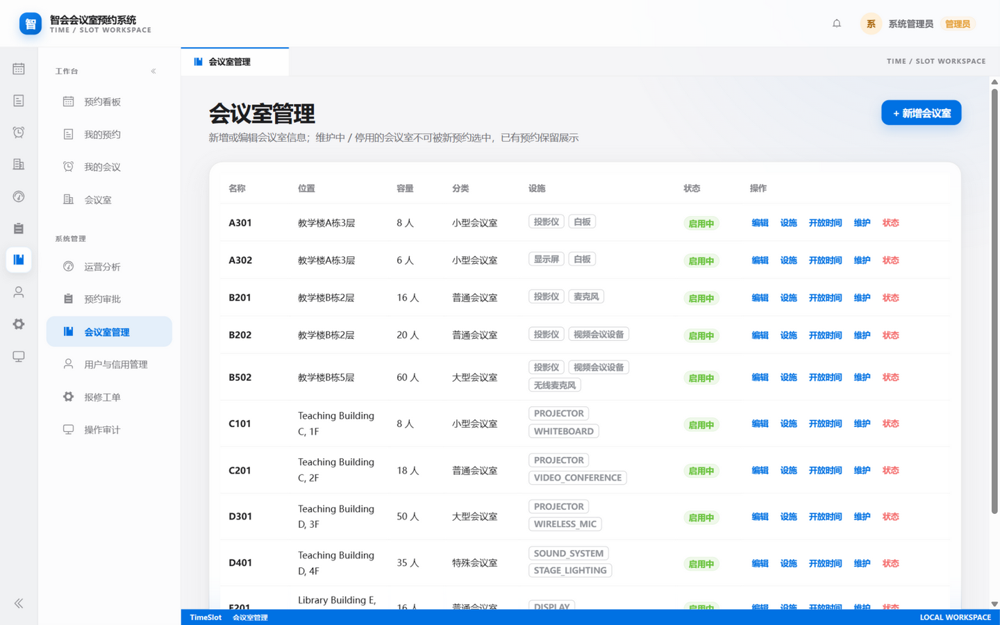 智
智会会议室预约系统
TIME / SLOT WORKSPACE
系
系统管理员
管理员
工作台
预约看板
我的预约
我的会议
会议室
系统管理
运营分析
预约审批
会议室管理
用户与信用管理
报修工单
操作审计
会议室管理
TIME / SLOT WORKSPACE
会议室管理
新增或编辑会议室信息；维护中 / 停用的会议室不可被新预约选中，已有预约保留展示
+ 新增会议室
名称 位置 容量 分类 设施 状态 操作
A301 教学楼A栋3层 8 人 小型会议室 投影仪 白板 启用中 编辑 设施 开放时间 维护 状态
A302 教学楼A栋3层 6 人 小型会议室 显示屏 白板 启用中 编辑 设施 开放时间 维护 状态
B201 教学楼B栋2层 16 人 普通会议室 投影仪 麦克风 启用中 编辑 设施 开放时间 维护 状态
B202 教学楼B栋2层 20 人 普通会议室 投影仪 视频会议设备 启用中 编辑 设施 开放时间 维护 状态
B502 教学楼B栋5层 60 人 大型会议室 投影仪 视频会议设备 启用中 编辑 设施 开放时间 维护 状态
无线麦克风
C101 Teaching Building 8 人 小型会议室 PROJECTOR 启用中 编辑 设施 开放时间 维护 状态
C, 1F WHITEBOARD
C201 Teaching Building 18 人 普通会议室 PROJECTOR 启用中 编辑 设施 开放时间 维护 状态
C, 2F VIDEO_CONFERENCE
D301 Teaching Building 50 人 大型会议室 PROJECTOR 启用中 编辑 设施 开放时间 维护 状态
D, 3F WIRELESS_MIC
D401 Teaching Building 35 人 特殊会议室 SOUND_SYSTEM 启用中 编辑 设施 开放时间 维护 状态
D, 4F STAGE_LIGHTING
Library Building E,
16 人 普通会议室 DISPLAY 启用中 编辑 设施 开放时间 维护 状态
TimeSlot 会议室管理
LOCAL WORKSPACE